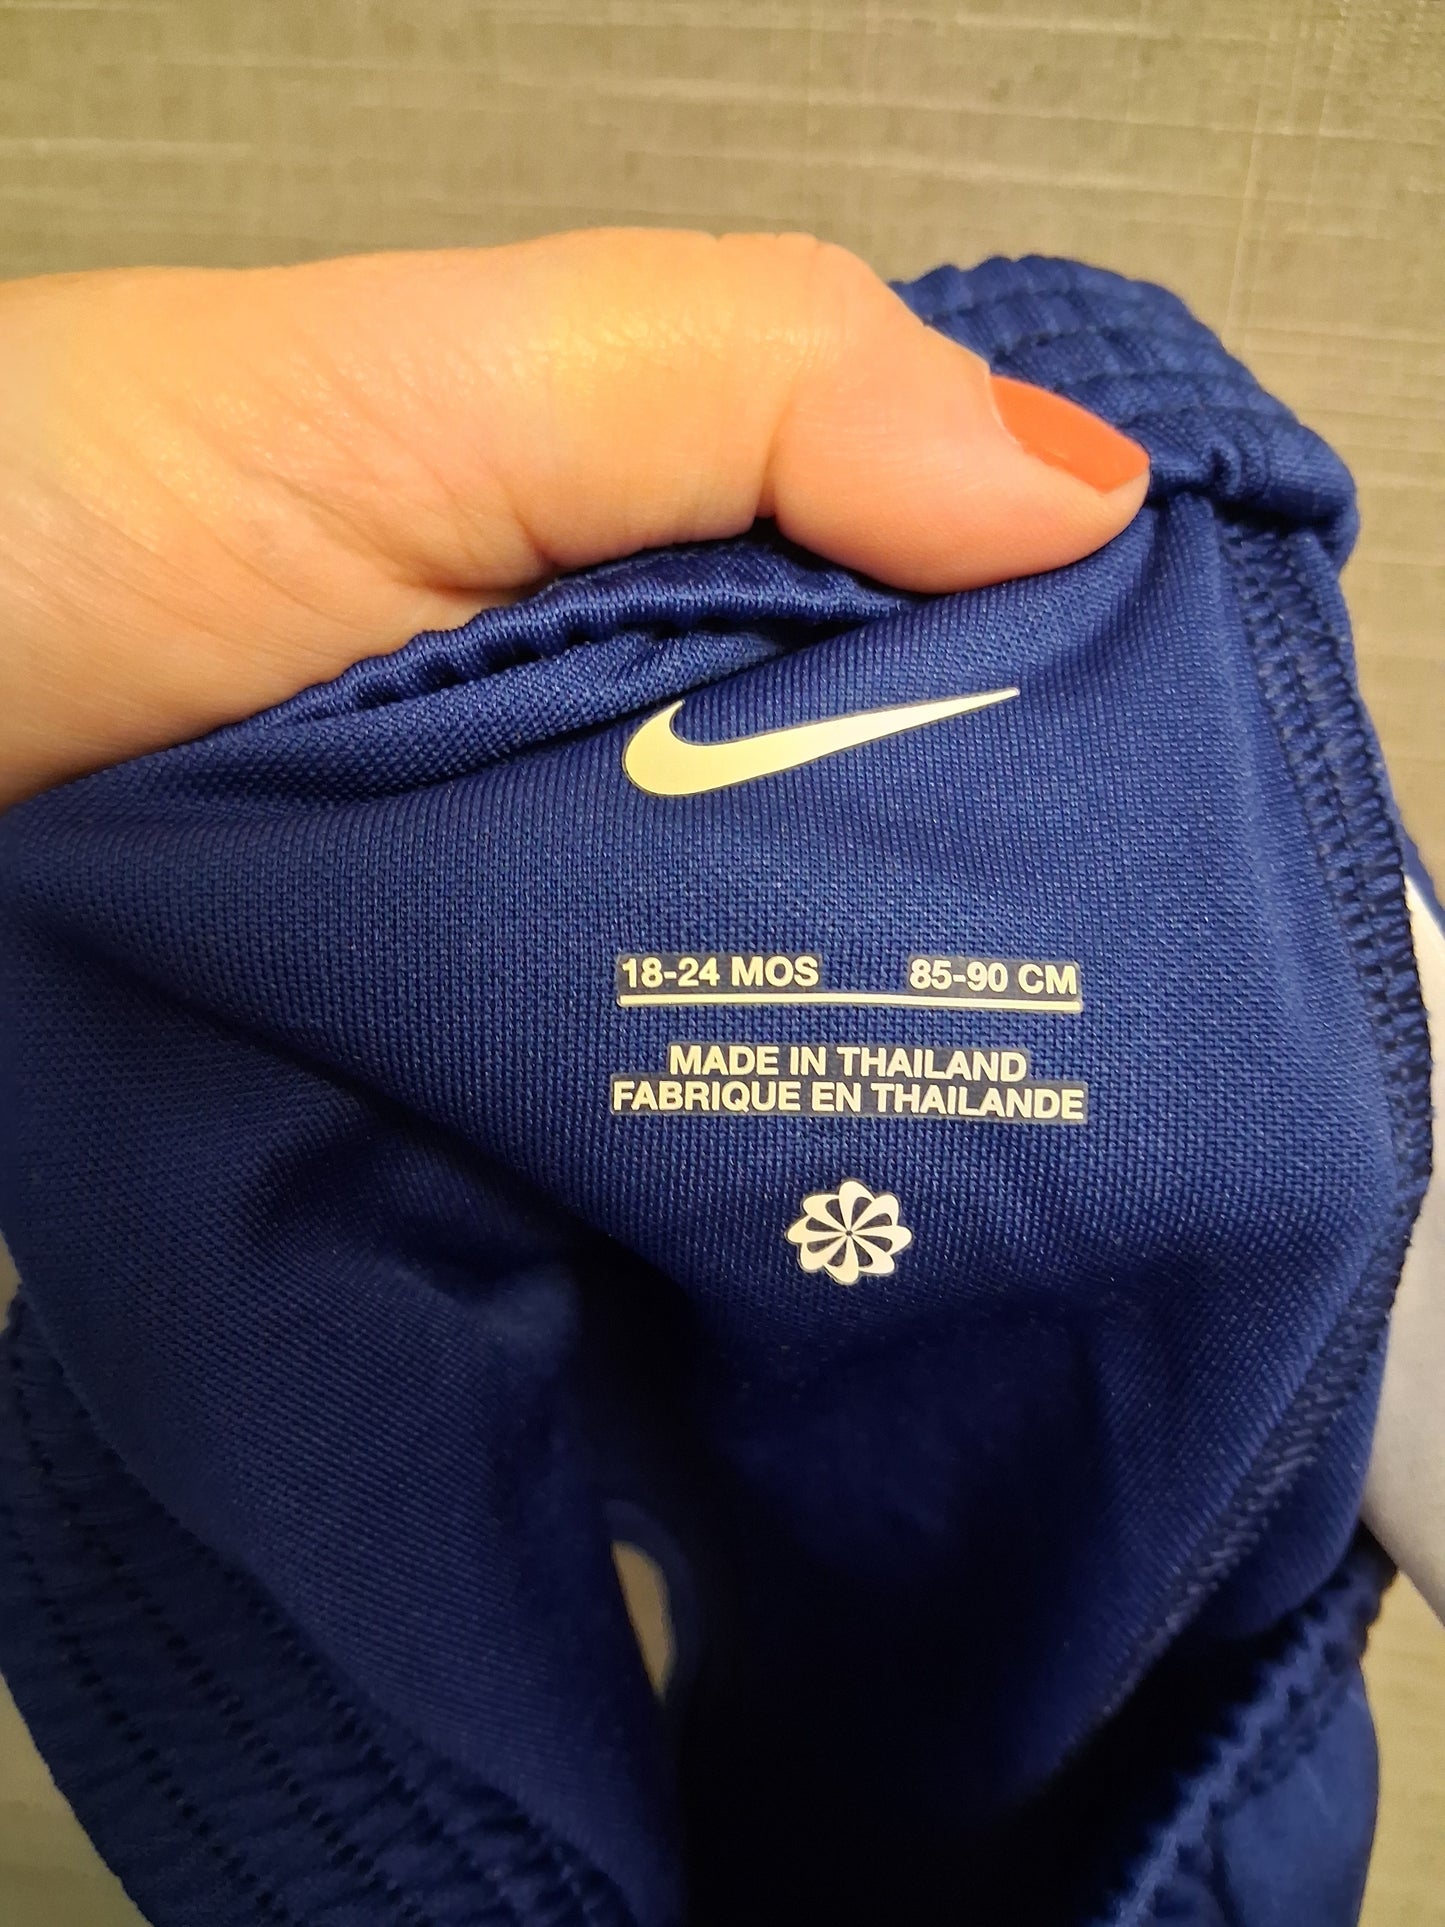 18-24 MOS 85-90 CM
MADE IN THAILAND
FABRIQUE EN THAILANDE